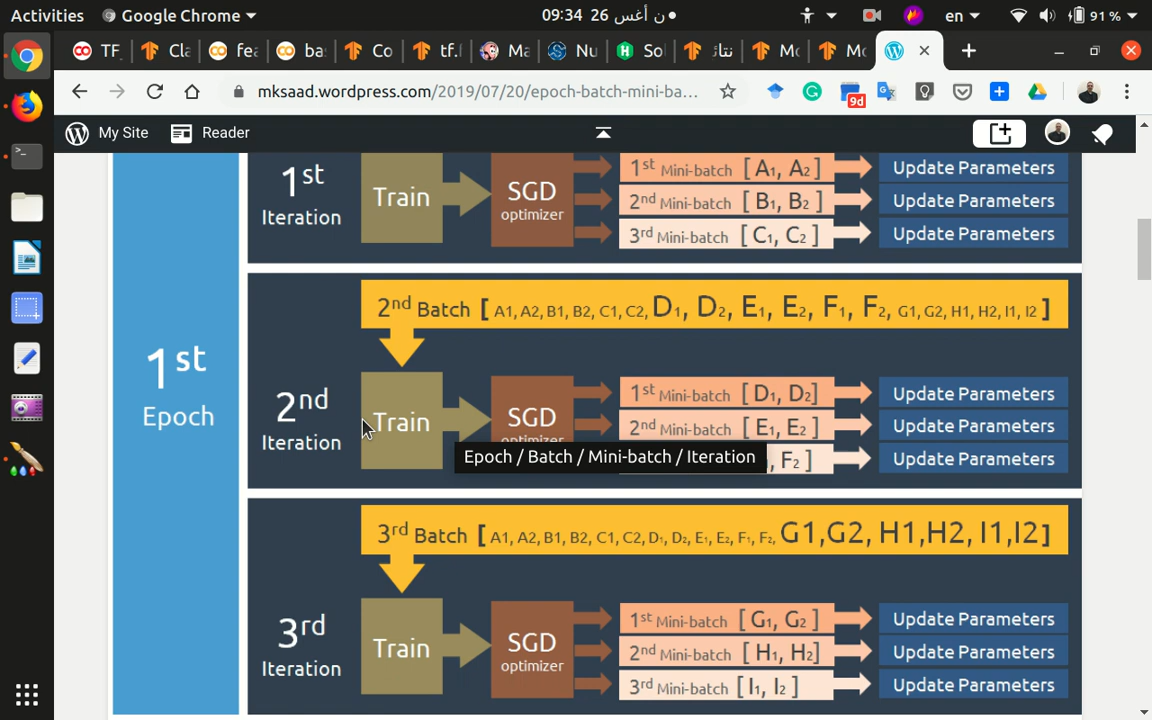 Activities Google Chrome 09:34 26 ن أغس en 91 %
TF Cla fea ba Co tf.l Ma Nu Sol نتائ Mo Mo
mksaad.wordpress.com/2019/07/20/epoch-batch-mini-ba... 9d
My Site Reader
1st Iteration Train SGD optimizer
1st Mini-batch [ A1, A2 ] Update Parameters
2nd Mini-batch [ B1, B2 ] Update Parameters
3rd Mini-batch [ C1, C2 ] Update Parameters
1st Epoch
2nd Batch [ A1, A2, B1, B2, C1, C2, D1, D2, E1, E2, F1, F2, G1, G2, H1, H2, I1, I2 ]
2nd Iteration Train SGD optimizer
1st Mini-batch [ D1, D2] Update Parameters
2nd Mini-batch [ E1, E2 ] Update Parameters
, F2 ] Update Parameters
Epoch / Batch / Mini-batch / Iteration
3rd Batch [ A1, A2, B1, B2, C1, C2, D1, D2, E1, E2, F1, F2, G1,G2, H1,H2, I1,I2]
3rd Iteration Train SGD optimizer
1st Mini-batch [ G1, G2 ] Update Parameters
2nd Mini-batch [ H1, H2] Update Parameters
3rd Mini-batch [ I1, I2 ] Update Parameters